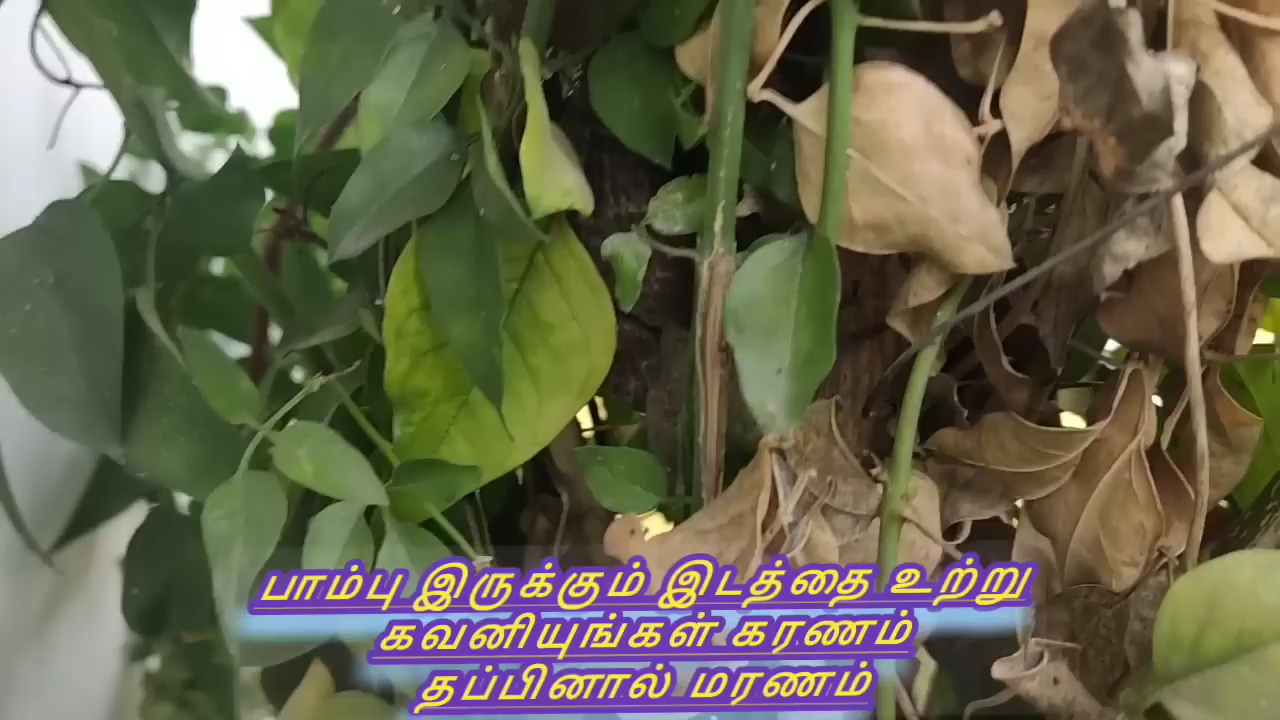 பாம்பு இருக்கும் இடத்தை உற்று
கவனியுங்கள் கரணம்
தப்பினால் மரணம்